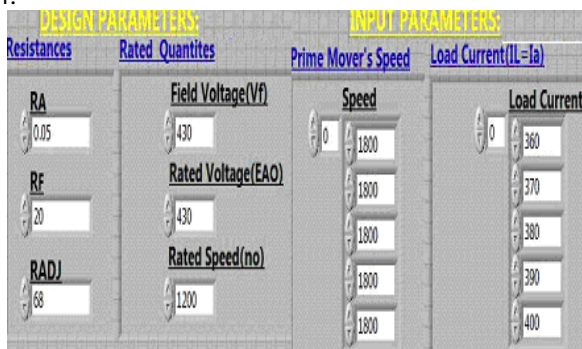 DESIGN PARAMETERS:
INPUT PARAMETERS:
Resistances
Rated Quantites
Prime Mover's Speed
Load Current(IL=Ia)
RA
0.05
RF
20
RADJ
68
Field Voltage(Vf)
430
Rated Voltage(EAO)
430
Rated Speed(no)
1200
Speed
0
1800
1800
1800
1800
1800
Load Current
0
360
370
380
390
400